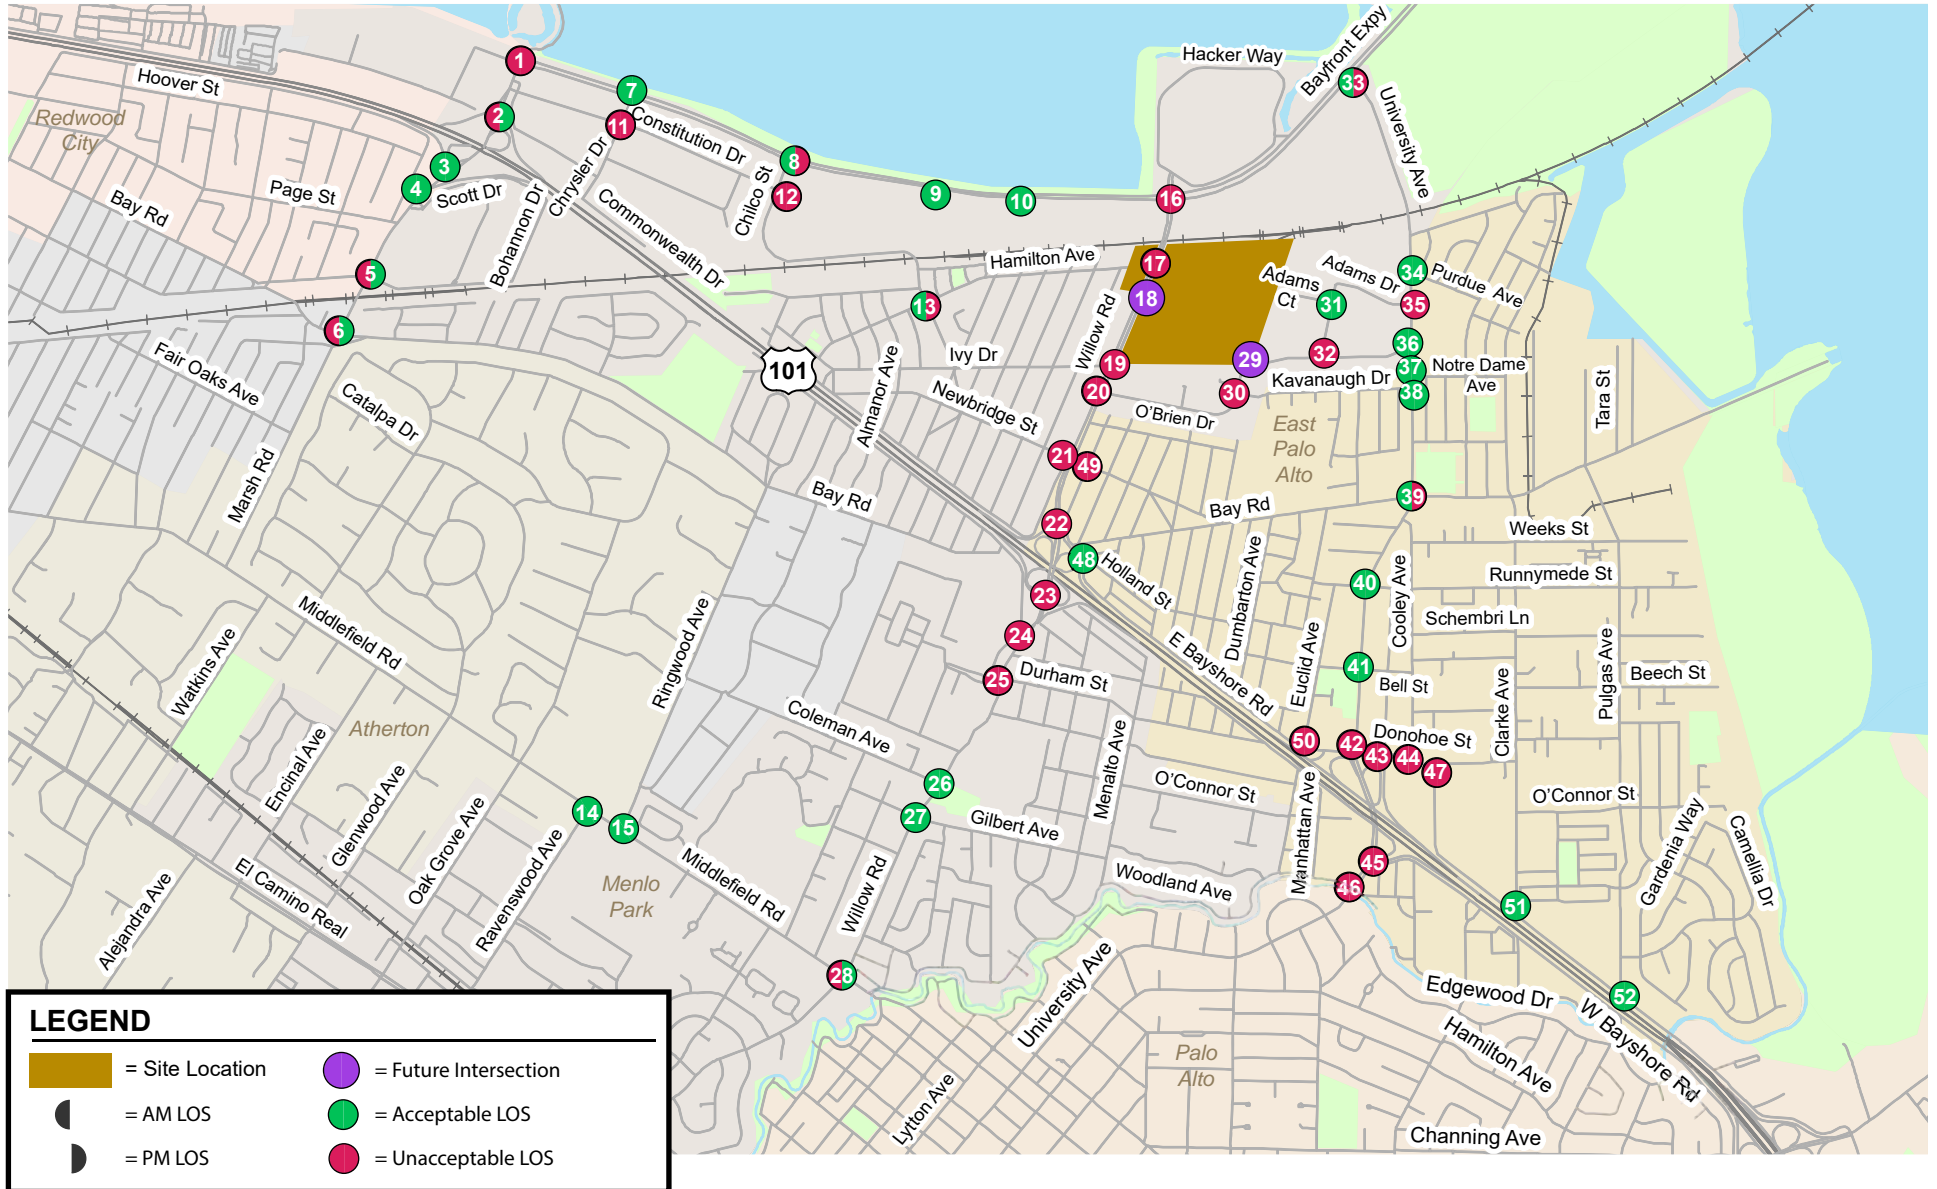 Hacker Way
Bayfront Expy
University Ave
Hoover St
Redwood
City
Constitution Dr
Chrysler Dr
Chilco St
Page St
Scott Dr
Bay Rd
Bohannon Dr
Commonwealth Dr
Hamilton Ave
Willow Rd
Adams
Ct
Adams Dr
Purdue Ave
Ivy Dr
Fair Oaks Ave
Catalpa Dr
Marsh Rd
101
Almanor Ave
Newbridge St
O'Brien Dr
Kavanaugh Dr
Notre Dame
Ave
Tara St
East
Palo
Alto
Bay Rd
Bay Rd
Weeks St
Holland St
Dumbarton Ave
Cooley Ave
Runnymede St
Schembri Ln
Middlefield Rd
Watkins Ave
Ringwood Ave
E Bayshore Rd
Euclid Ave
Bell St
Pulgas Ave
Beech St
Clarke Ave
Durham St
Coleman Ave
Menalto Ave
Donohoe St
Atherton
Encinal Ave
Glenwood Ave
Oak Grove Ave
Ravenswood Ave
O'Connor St
Manhattan Ave
O'Connor St
Gardenia Way
Camellia Dr
Gilbert Ave
Woodland Ave
Menlo
Park
Middlefield Rd
Willow Rd
El Camino Real
Alejandra Ave
University Ave
Edgewood Dr
W Bayshore Rd
Hamilton Ave
Palo
Alto
Lytton Ave
Channing Ave
1
2
3
4
5
6
7
8
9
10
11
12
13
14
15
16
17
18
19
20
21
22
23
24
25
26
27
28
29
30
31
32
33
34
35
36
37
38
39
40
41
42
43
44
45
46
47
48
49
50
51
52
LEGEND
= Site Location
= Future Intersection
= AM LOS
= Acceptable LOS
= PM LOS
= Unacceptable LOS